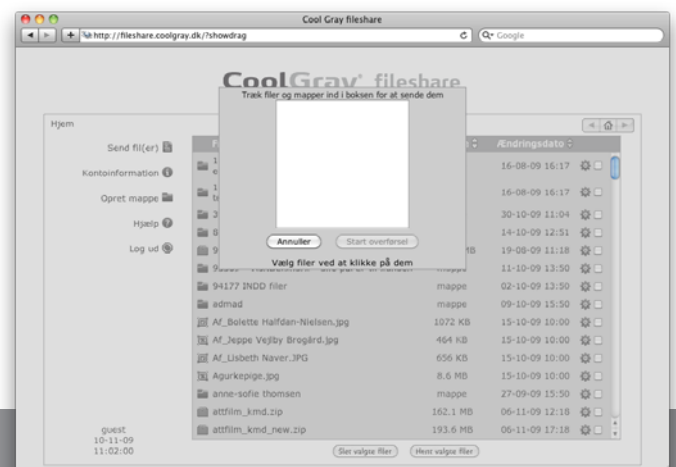 Cool Gray fileshare
http://fileshare.coolgray.dk/?showdrag
Google
CoolGray fileshare
Træk filer og mapper ind i boksen for at sende dem
Annuller
Start overførsel
Vælg filer ved at klikke på dem
Hjem
Send fil(er)
Kontoinformation
Opret mappe
Hjælp
Log ud
Ændringsdato
16-08-09 16:17
16-08-09 16:17
30-10-09 11:04
14-10-09 12:51
MB 19-08-09 11:18
11-10-09 13:50
94177 INDD filer mappe 02-10-09 13:50
admad mappe 09-10-09 15:50
Af_Bolette Halfdan-Nielsen.jpg 1072 KB 15-10-09 10:00
Af_Jeppe Vejlby Brogård.jpg 464 KB 15-10-09 10:00
Af_Lisbeth Naver.JPG 656 KB 15-10-09 10:00
Agurkepige.jpg 8.6 MB 15-10-09 10:00
anne-sofie thomsen mappe 27-09-09 15:50
attfilm_kmd.zip 162.1 MB 06-11-09 12:18
attfilm_kmd_new.zip 193.6 MB 06-11-09 17:18
guest
10-11-09
11:02:00
Slet valgte filer
Hent valgte filer